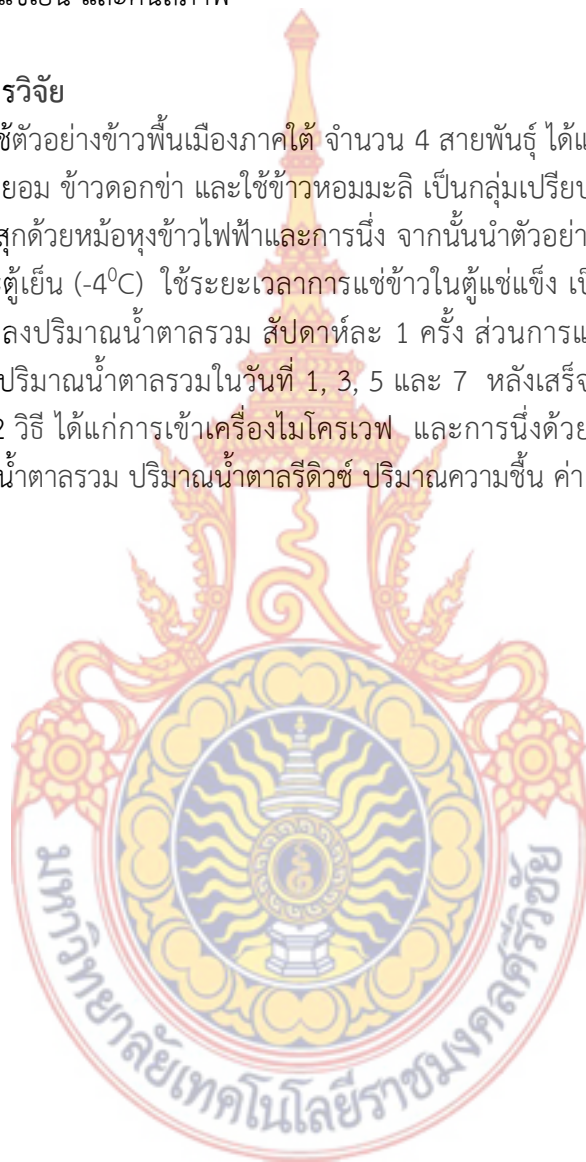 แช่เย็น และคืนสภาพ
รวิจัย
ช้ตัวอย่างข้าวพื้นเมืองภาคใต้ จำนวน 4 สายพันธุ์ ได้แ
ยอม ข้าวดอกข่า และใช้ข้าวหอมมะลิ เป็นกลุ่มเปรียบ
สุกด้วยหม้อหุงข้าวไฟฟ้าและการนึ่ง จากนั้นนำตัวอย่า
ะตู้เย็น (-4⁰C) ใช้ระยะเวลาการแช่ข้าวในตู้แช่แข็ง เป็
ลงปริมาณน้ำตาลรวม สัปดาห์ละ 1 ครั้ง ส่วนการแ
ปริมาณน้ำตาลรวมในวันที่ 1, 3, 5 และ 7 หลังเสร็จ
2 วิธี ได้แก่การเข้าเครื่องไมโครเวฟ และการนึ่งด้วย
น้ำตาลรวม ปริมาณน้ำตาลรีดิวซ์ ปริมาณความชื้น ค่า
มหาวิทยาลัยเทคโนโลยีราชมงคลศรีวิชัย